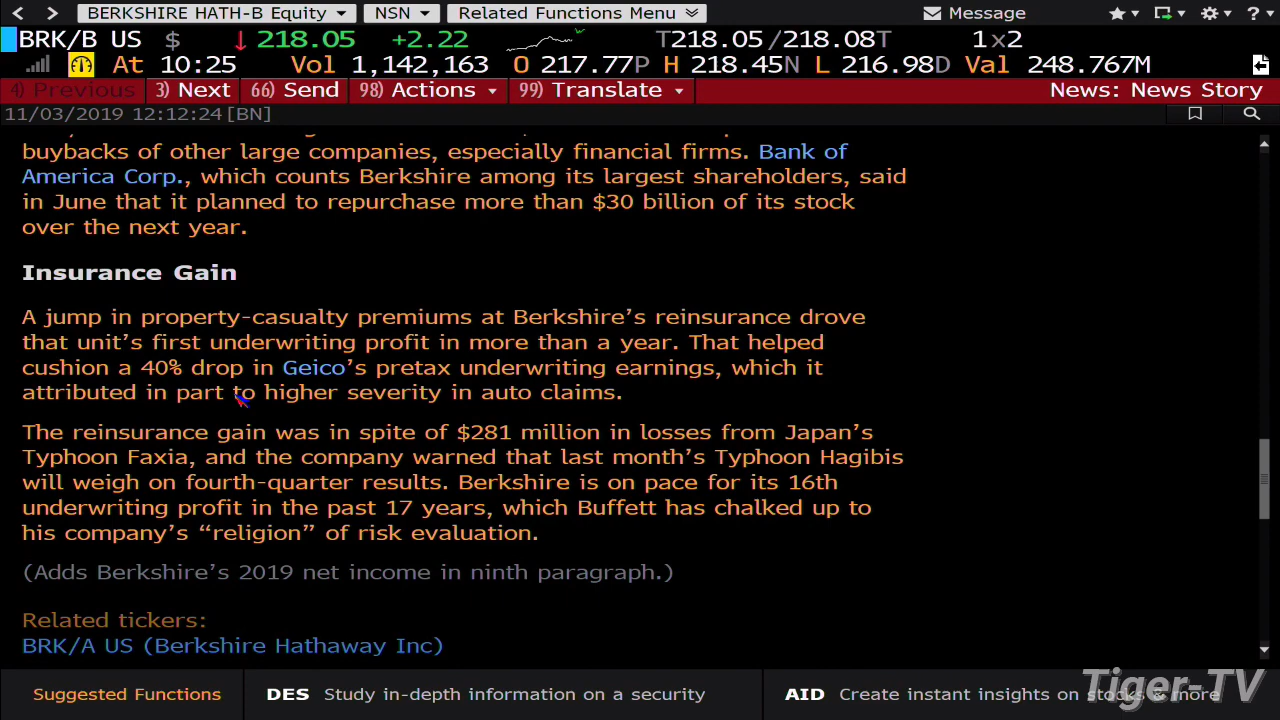 BERKSHIRE HATH-B Equity NSN Related Functions Menu Message ?
BRK/B US $ ↓ 218.05 +2.22 T218.05/218.08T 1x2
At 10:25 Vol 1,142,163 O 217.77P H 218.45N L 216.98D Val 248.767M
4) Previous 3) Next 66) Send 98) Actions 99) Translate News: News Story
11/03/2019 12:12:24 [BN]
buybacks of other large companies, especially financial firms. Bank of
America Corp., which counts Berkshire among its largest shareholders, said
in June that it planned to repurchase more than $30 billion of its stock
over the next year.
Insurance Gain
A jump in property-casualty premiums at Berkshire's reinsurance drove
that unit's first underwriting profit in more than a year. That helped
cushion a 40% drop in Geico's pretax underwriting earnings, which it
attributed in part to higher severity in auto claims.
The reinsurance gain was in spite of $281 million in losses from Japan's
Typhoon Faxia, and the company warned that last month's Typhoon Hagibis
will weigh on fourth-quarter results. Berkshire is on pace for its 16th
underwriting profit in the past 17 years, which Buffett has chalked up to
his company's “religion” of risk evaluation.
(Adds Berkshire's 2019 net income in ninth paragraph.)
Related tickers:
BRK/A US (Berkshire Hathaway Inc)
Suggested Functions DES Study in-depth information on a security AID Create instant insights on stocks & more
Tiger-TV